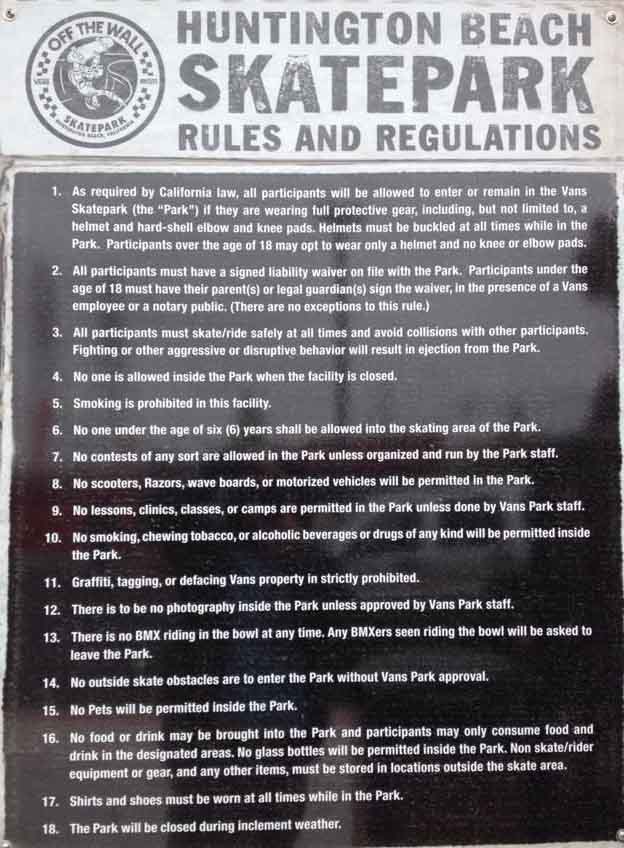 OFF THE WALL
SKATEPARK
HUNTINGTON BEACH, CALIFORNIA
HUNTINGTON BEACH
SKATEPARK
RULES AND REGULATIONS
1. As required by California law, all participants will be allowed to enter or remain in the Vans
Skatepark (the “Park”) if they are wearing full protective gear, including, but not limited to, a
helmet and hard-shell elbow and knee pads. Helmets must be buckled at all times while in the
Park. Participants over the age of 18 may opt to wear only a helmet and no knee or elbow pads.
2. All participants must have a signed liability waiver on file with the Park. Participants under the
age of 18 must have their parent(s) or legal guardian(s) sign the waiver, in the presence of a Vans
employee or a notary public. (There are no exceptions to this rule.)
3. All participants must skate/ride safely at all times and avoid collisions with other participants.
Fighting or other aggressive or disruptive behavior will result in ejection from the Park.
4. No one is allowed inside the Park when the facility is closed.
5. Smoking is prohibited in this facility.
6. No one under the age of six (6) years shall be allowed into the skating area of the Park.
7. No contests of any sort are allowed in the Park unless organized and run by the Park staff.
8. No scooters, Razors, wave boards, or motorized vehicles will be permitted in the Park.
9. No lessons, clinics, classes, or camps are permitted in the Park unless done by Vans Park staff.
10. No smoking, chewing tobacco, or alcoholic beverages or drugs of any kind will be permitted inside
the Park.
11. Graffiti, tagging, or defacing Vans property in strictly prohibited.
12. There is to be no photography inside the Park unless approved by Vans Park staff.
13. There is no BMX riding in the bowl at any time. Any BMXers seen riding the bowl will be asked to
leave the Park.
14. No outside skate obstacles are to enter the Park without Vans Park approval.
15. No Pets will be permitted inside the Park.
16. No food or drink may be brought into the Park and participants may only consume food and
drink in the designated areas. No glass bottles will be permitted inside the Park. Non skate/rider
equipment or gear, and any other items, must be stored in locations outside the skate area.
17. Shirts and shoes must be worn at all times while in the Park.
18. The Park will be closed during inclement weather.